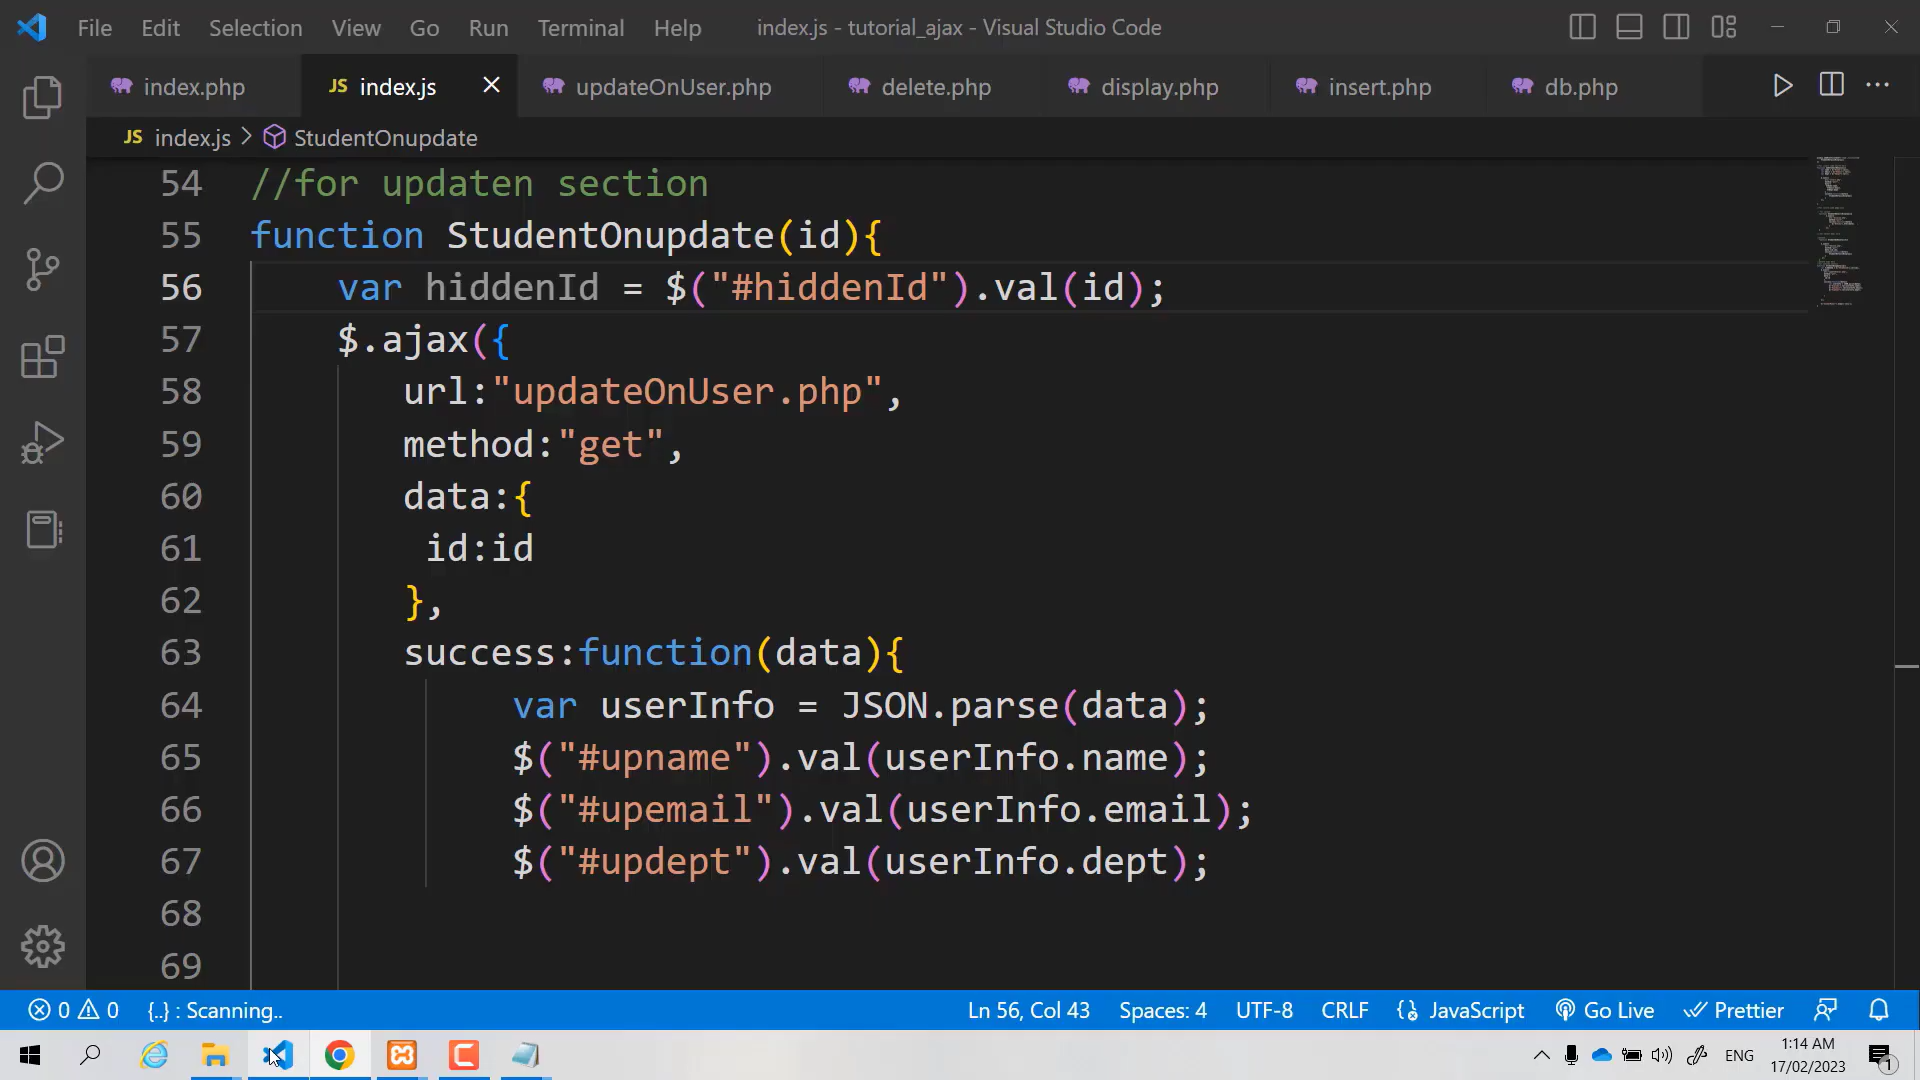 File Edit Selection View Go Run Terminal Help index.js - tutorial_ajax - Visual Studio Code
index.php JS index.js updateOnUser.php delete.php display.php insert.php db.php
JS index.js > StudentOnupdate
54 //for updaten section
55 function StudentOnupdate(id){
56 var hiddenId = $("#hiddenId").val(id);
57 $.ajax({
58 url:"updateOnUser.php",
59 method:"get",
60 data:{
61 id:id
62 },
63 success:function(data){
64 var userInfo = JSON.parse(data);
65 $("#upname").val(userInfo.name);
66 $("#upemail").val(userInfo.email);
67 $("#updept").val(userInfo.dept);
68
69
0 0 {..} : Scanning.. Ln 56, Col 43 Spaces: 4 UTF-8 CRLF {} JavaScript Go Live Prettier
ENG 1:14 AM 17/02/2023 1